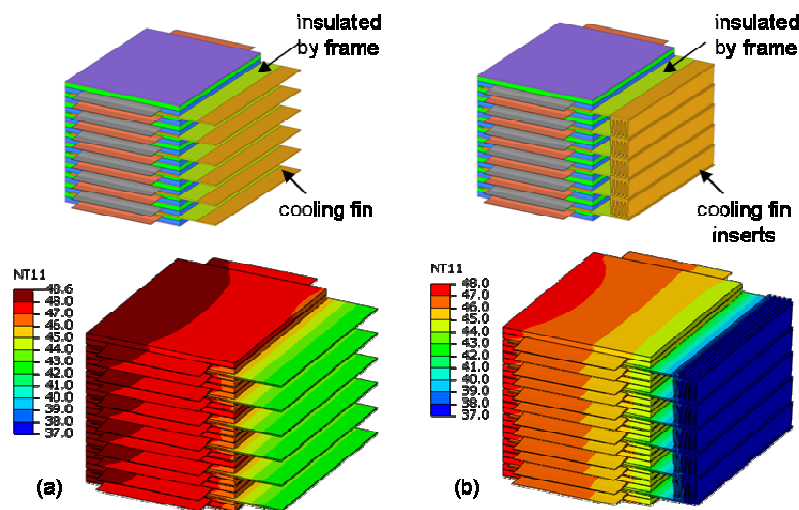 insulated
by frame
cooling fin
insulated
by frame
cooling fin
inserts
NT11
48.6
48.0
47.0
46.0
45.0
44.0
43.0
42.0
41.0
40.0
39.0
38.0
37.0
(a)
NT11
48.0
47.0
46.0
45.0
44.0
43.0
42.0
41.0
40.0
39.0
38.0
37.0
(b)